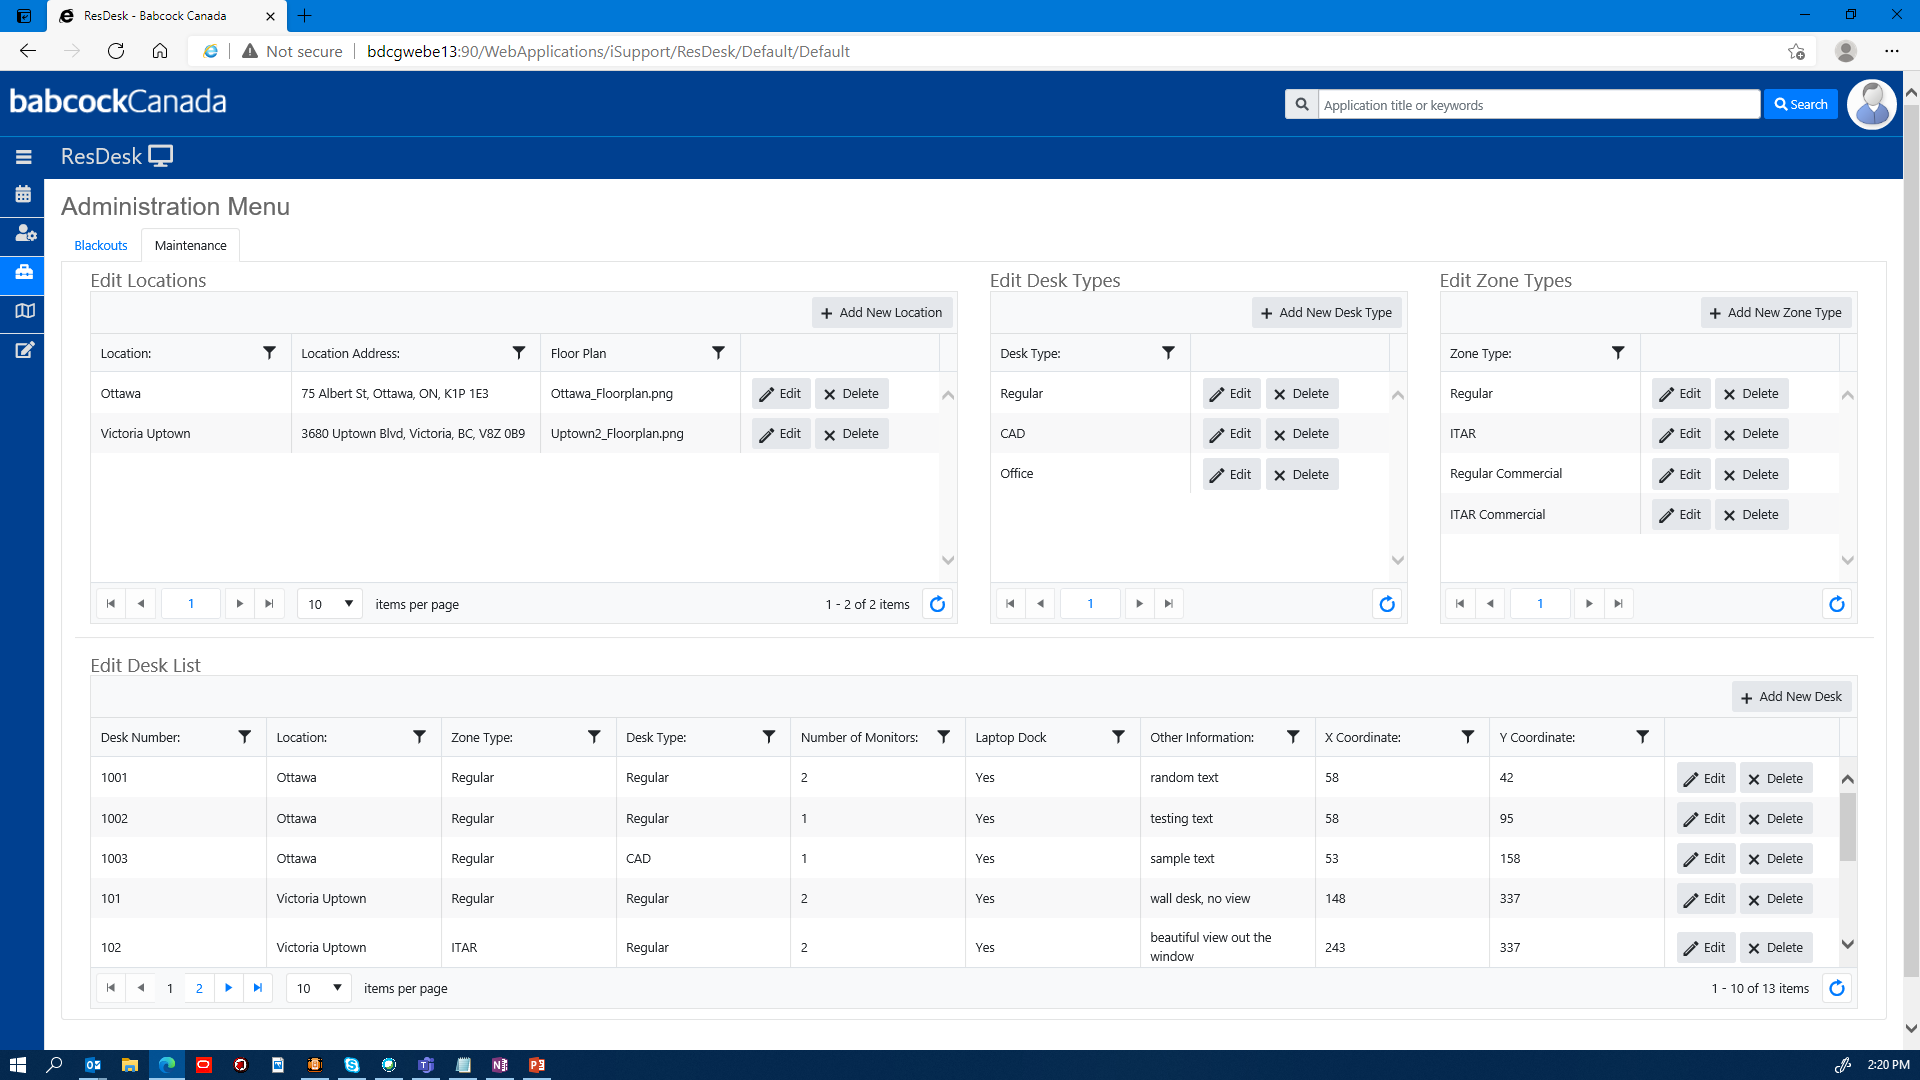 ResDesk - Babcock Canada
Not secure
bdcgwebe13:90/WebApplications/iSupport/ResDesk/Default/Default
babcockCanada
Application title or keywords
Search
ResDesk
Administration Menu
Blackouts Maintenance
Edit Locations
Add New Location
Location: Location Address: Floor Plan
Ottawa 75 Albert St, Ottawa, ON, K1P 1E3 Ottawa_Floorplan.png Edit Delete
Victoria Uptown 3680 Uptown Blvd, Victoria, BC, V8Z 0B9 Uptown2_Floorplan.png Edit Delete
1 10 items per page 1 - 2 of 2 items
Edit Desk Types
Add New Desk Type
Desk Type:
Regular Edit Delete
CAD Edit Delete
Office Edit Delete
1
Edit Zone Types
Add New Zone Type
Zone Type:
Regular Edit Delete
ITAR Edit Delete
Regular Commercial Edit Delete
ITAR Commercial Edit Delete
1
Edit Desk List
Add New Desk
Desk Number: Location: Zone Type: Desk Type: Number of Monitors: Laptop Dock Other Information: X Coordinate: Y Coordinate:
1001 Ottawa Regular Regular 2 Yes random text 58 42 Edit Delete
1002 Ottawa Regular Regular 1 Yes testing text 58 95 Edit Delete
1003 Ottawa Regular CAD 1 Yes sample text 53 158 Edit Delete
101 Victoria Uptown Regular Regular 2 Yes wall desk, no view 148 337 Edit Delete
102 Victoria Uptown ITAR Regular 2 Yes beautiful view out the window 243 337 Edit Delete
1 2 10 items per page 1 - 10 of 13 items
2:20 PM